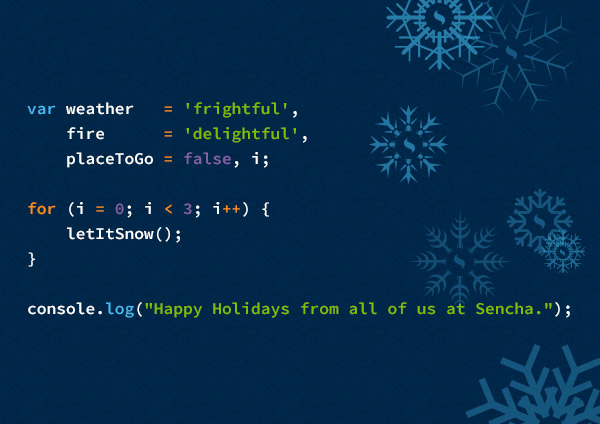 var weather   = 'frightful',
    fire      = 'delightful',
    placeToGo = false, i;

for (i = 0; i < 3; i++) {
    letItSnow();
}

console.log("Happy Holidays from all of us at Sencha.");